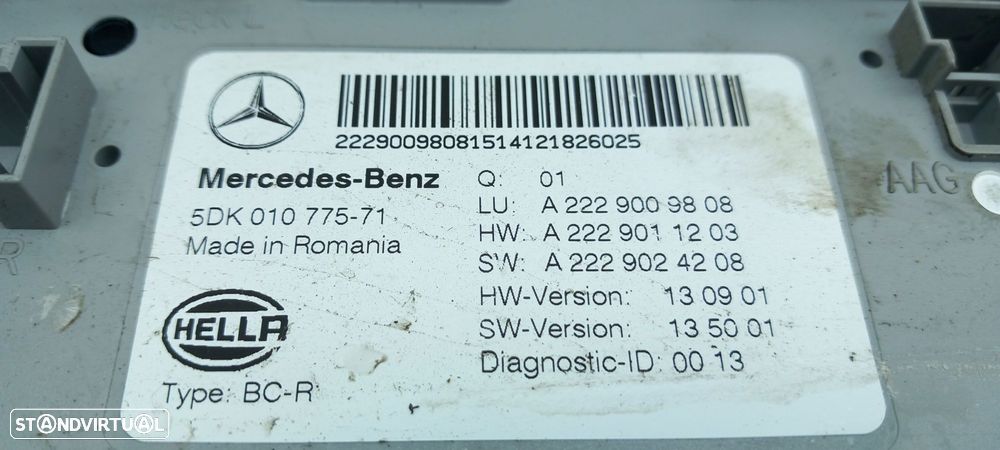 22290098081514121826025
Mercedes-Benz
5DK 010 775-71
Made in Romania
Q: 01
LU: A 222 900 98 08
HW: A 222 901 12 03
SW: A 222 902 42 08
HW-Version: 13 09 01
SW-Version: 13 50 01
Diagnostic-ID: 00 13
HELLA
Type: BC-R
AAG
R
STANDVIRTUAL